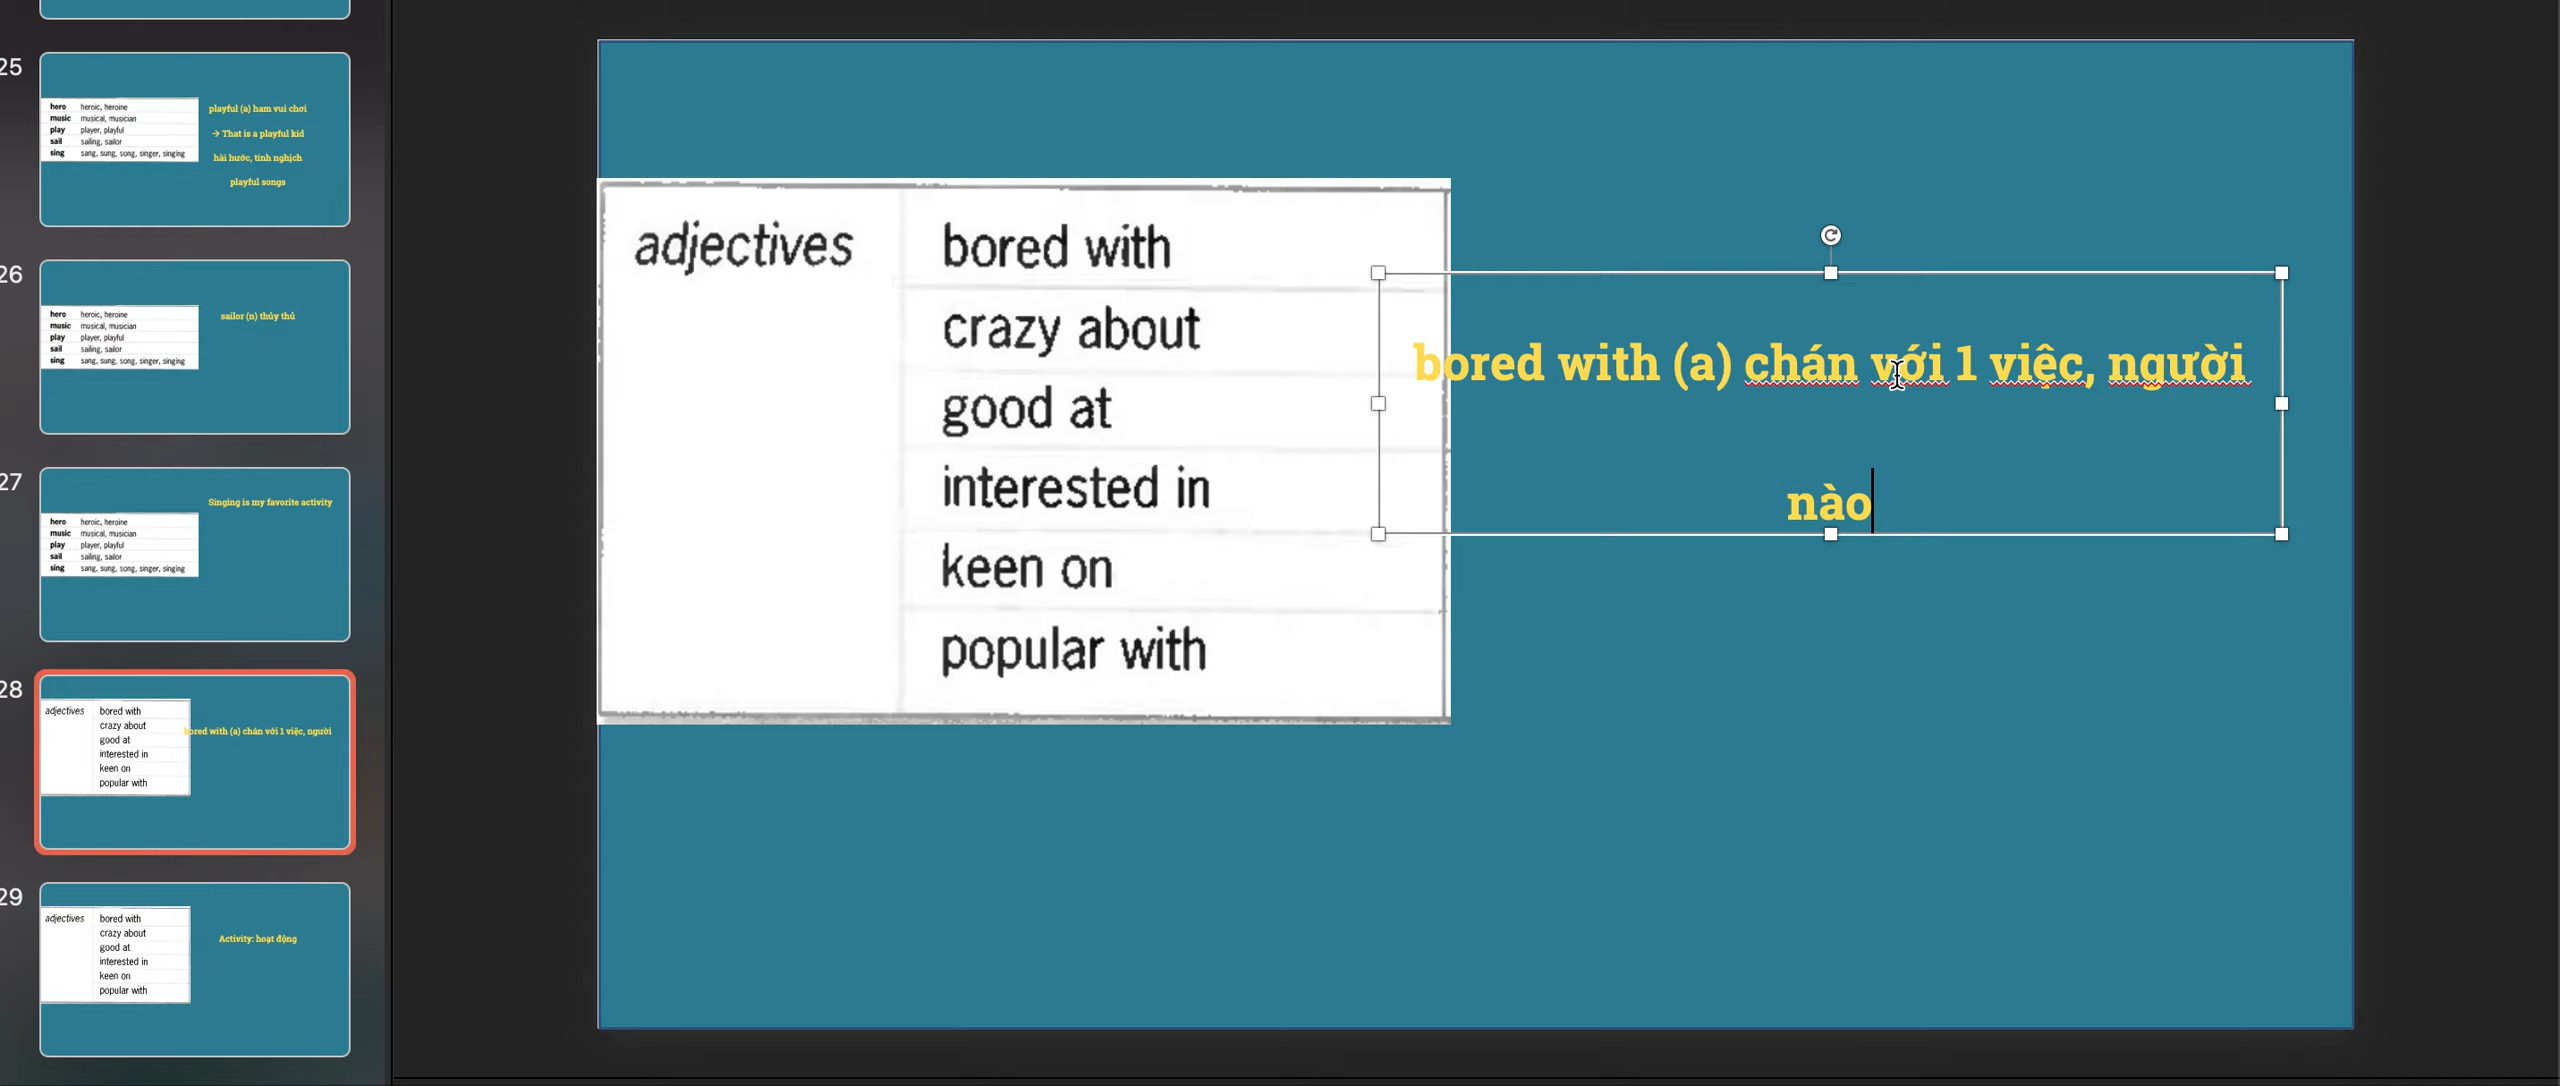 25
hero heroic, heroine
music musical, musician
play player, playful
sail sailing, sailor
sing sang, sung, song, singer, singing
playful (a) ham vui chơi
→ That is a playful kid
hài hước, tinh nghịch
playful songs
26
hero heroic, heroine
music musical, musician
play player, playful
sail sailing, sailor
sing sang, sung, song, singer, singing
sailor (n) thủy thủ
27
Singing is my favorite activity
hero heroic, heroine
music musical, musician
play player, playful
sail sailing, sailor
sing sang, sung, song, singer, singing
28
adjectives bored with
crazy about
good at
interested in
keen on
popular with
bored with (a) chán với 1 việc, người
29
adjectives bored with
crazy about
good at
interested in
keen on
popular with
Activity: hoạt động
adjectives bored with
crazy about
good at
interested in
keen on
popular with
bored with (a) chán với 1 việc, người
nào